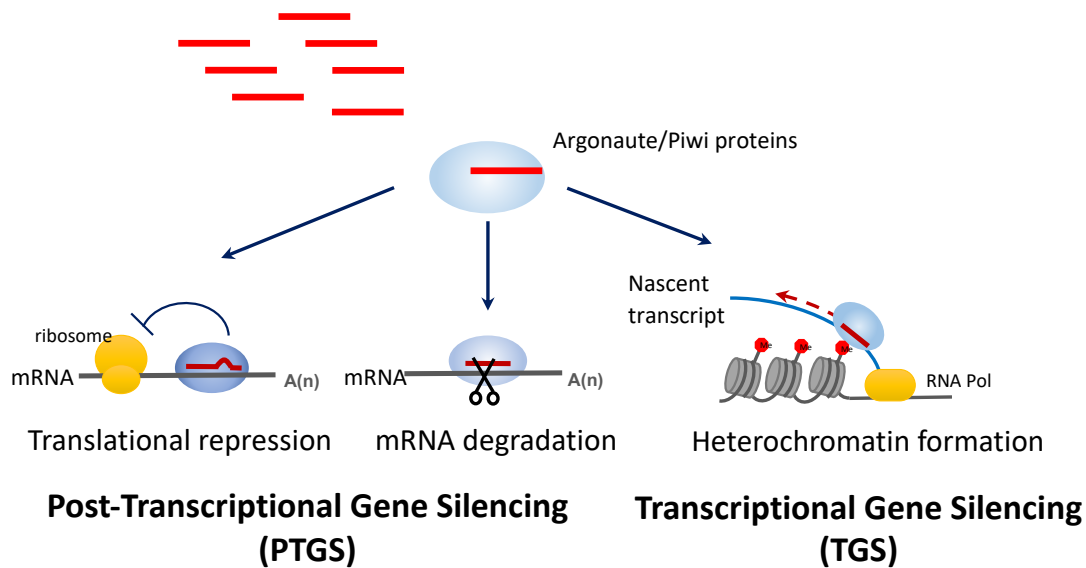 Argonaute/Piwi proteins
Nascent
transcript
ribosome
mRNA
A(n)
mRNA
A(n)
Me
Me
Me
RNA Pol
Translational repression
mRNA degradation
Heterochromatin formation
Post-Transcriptional Gene Silencing
(PTGS)
Transcriptional Gene Silencing
(TGS)